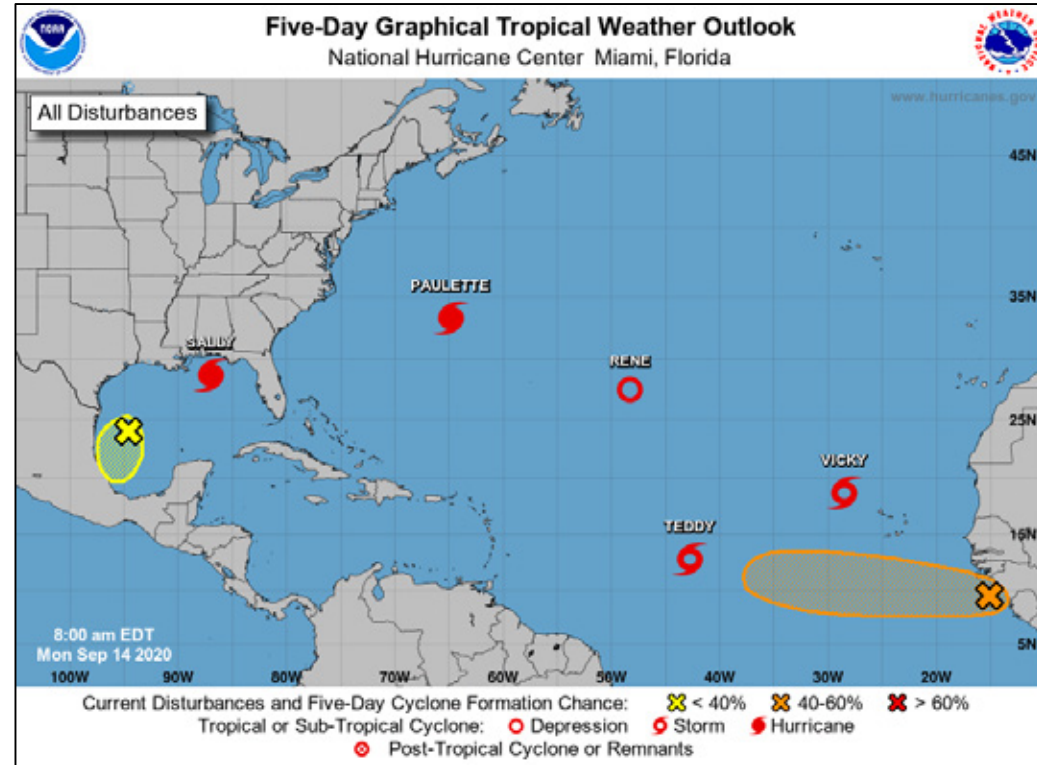 NOAA
Five-Day Graphical Tropical Weather Outlook
National Hurricane Center Miami, Florida
All Disturbances
www.hurricanes.gov
45N
PAULETTE
35N
SALLY
RENE
25N
VICKY
TEDDY
15N
8:00 am EDT
Mon Sep 14 2020
5N
100W 90W 80W 70W 60W 50W 40W 30W 20W
Current Disturbances and Five-Day Cyclone Formation Chance: < 40% 40-60% > 60%
Tropical or Sub-Tropical Cyclone: Depression Storm Hurricane
Post-Tropical Cyclone or Remnants